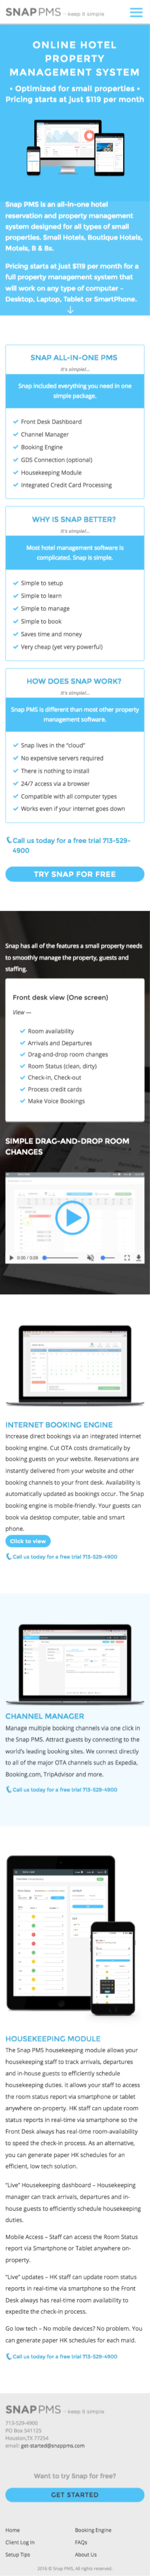 SNAP PMS - keep it simple
ONLINE HOTEL
PROPERTY
MANAGEMENT SYSTEM
• Optimized for small properties •
Pricing starts at just $119 per month
Snap PMS is an all-in-one hotel
reservation and property management
system designed for all types of small
properties. Small Hotels, Boutique Hotels,
Motels, B & Bs.
Pricing starts at just $119 per month for a
full property management system that
will work on any type of computer -
Desktop, Laptop, Tablet or SmartPhone.
SNAP ALL-IN-ONE PMS
It's simple!...
Snap included everything you need in one
simple package.
Front Desk Dashboard
Channel Manager
Booking Engine
GDS Connection (optional)
Housekeeping Module
Integrated Credit Card Processing
WHY IS SNAP BETTER?
It's simple!...
Most hotel management software is
complicated. Snap is simple.
Simple to setup
Simple to learn
Simple to manage
Simple to book
Saves time and money
Very cheap (yet very powerful)
HOW DOES SNAP WORK?
It's simple!...
Snap PMS is different than most other property
management software.
Snap lives in the "cloud"
No expensive servers required
There is nothing to install
24/7 access via a browser
Compatible with all computer types
Works even if your internet goes down
Call us today for a free trial 713-529-
4900
TRY SNAP FOR FREE
Snap has all of the features a small property needs
to smoothly manage the property, guests and
staffing.
Front desk view (One screen)
View —
Room availability
Arrivals and Departures
Drag-and-drop room changes
Room Status (clean, dirty)
Check-in, Check-out
Process credit cards
Make Voice Bookings
SIMPLE DRAG-AND-DROP ROOM
CHANGES
0:00 / 0:09
INTERNET BOOKING ENGINE
Increase direct bookings via an integrated internet
booking engine. Cut OTA costs dramatically by
booking guests on your website. Reservations are
instantly delivered from your website and other
booking channels to your front desk. Availability is
automatically updated as bookings occur. The Snap
booking engine is mobile-friendly. Your guests can
book via desktop computer, table and smart
phone.
Click to view
Call us today for a free trial 713-529-4900
CHANNEL MANAGER
Manage multiple booking channels via one click in
the Snap PMS. Attract guests by connecting to the
world's leading booking sites. We connect directly
to all of the major OTA channels such as Expedia,
Booking.com, TripAdvisor and more.
Call us today for a free trial 713-529-4900
HOUSEKEEPING MODULE
The Snap PMS housekeeping module allows your
housekeeping staff to track arrivals, departures
and in-house guests to efficiently schedule
housekeeping duties. It allows your staff to access
the room status report via smartphone or tablet
anywhere on-property. HK staff can update room
status reports in real-time via smartphone so the
Front Desk always has real-time room-availability
to speed the check-in process. As an alternative,
you can generate paper HK schedules for an
efficient, low tech solution.
"Live" Housekeeping dashboard – Housekeeping
manager can track arrivals, departures and in-
house guests to efficiently schedule housekeeping
duties.
Mobile Access – Staff can access the Room Status
report via Smartphone or Tablet anywhere on-
property.
"Live" updates – HK staff can update room status
reports in real-time via smartphone so the Front
Desk always has real-time room availability to
expedite the check-in process.
Go low tech – No mobile devices? No problem. You
can generate paper HK schedules for each maid.
Call us today for a free trial 713-529-4900
SNAP PMS - keep it simple
713-529-4900
PO Box 541125
Houston,TX 77254
email: get-started@snappms.com
Want to try Snap for free?
GET STARTED
Home
Booking Engine
Client Log In
FAQs
Setup Tips
About Us
2016 © Snap PMS, All rights reserved.